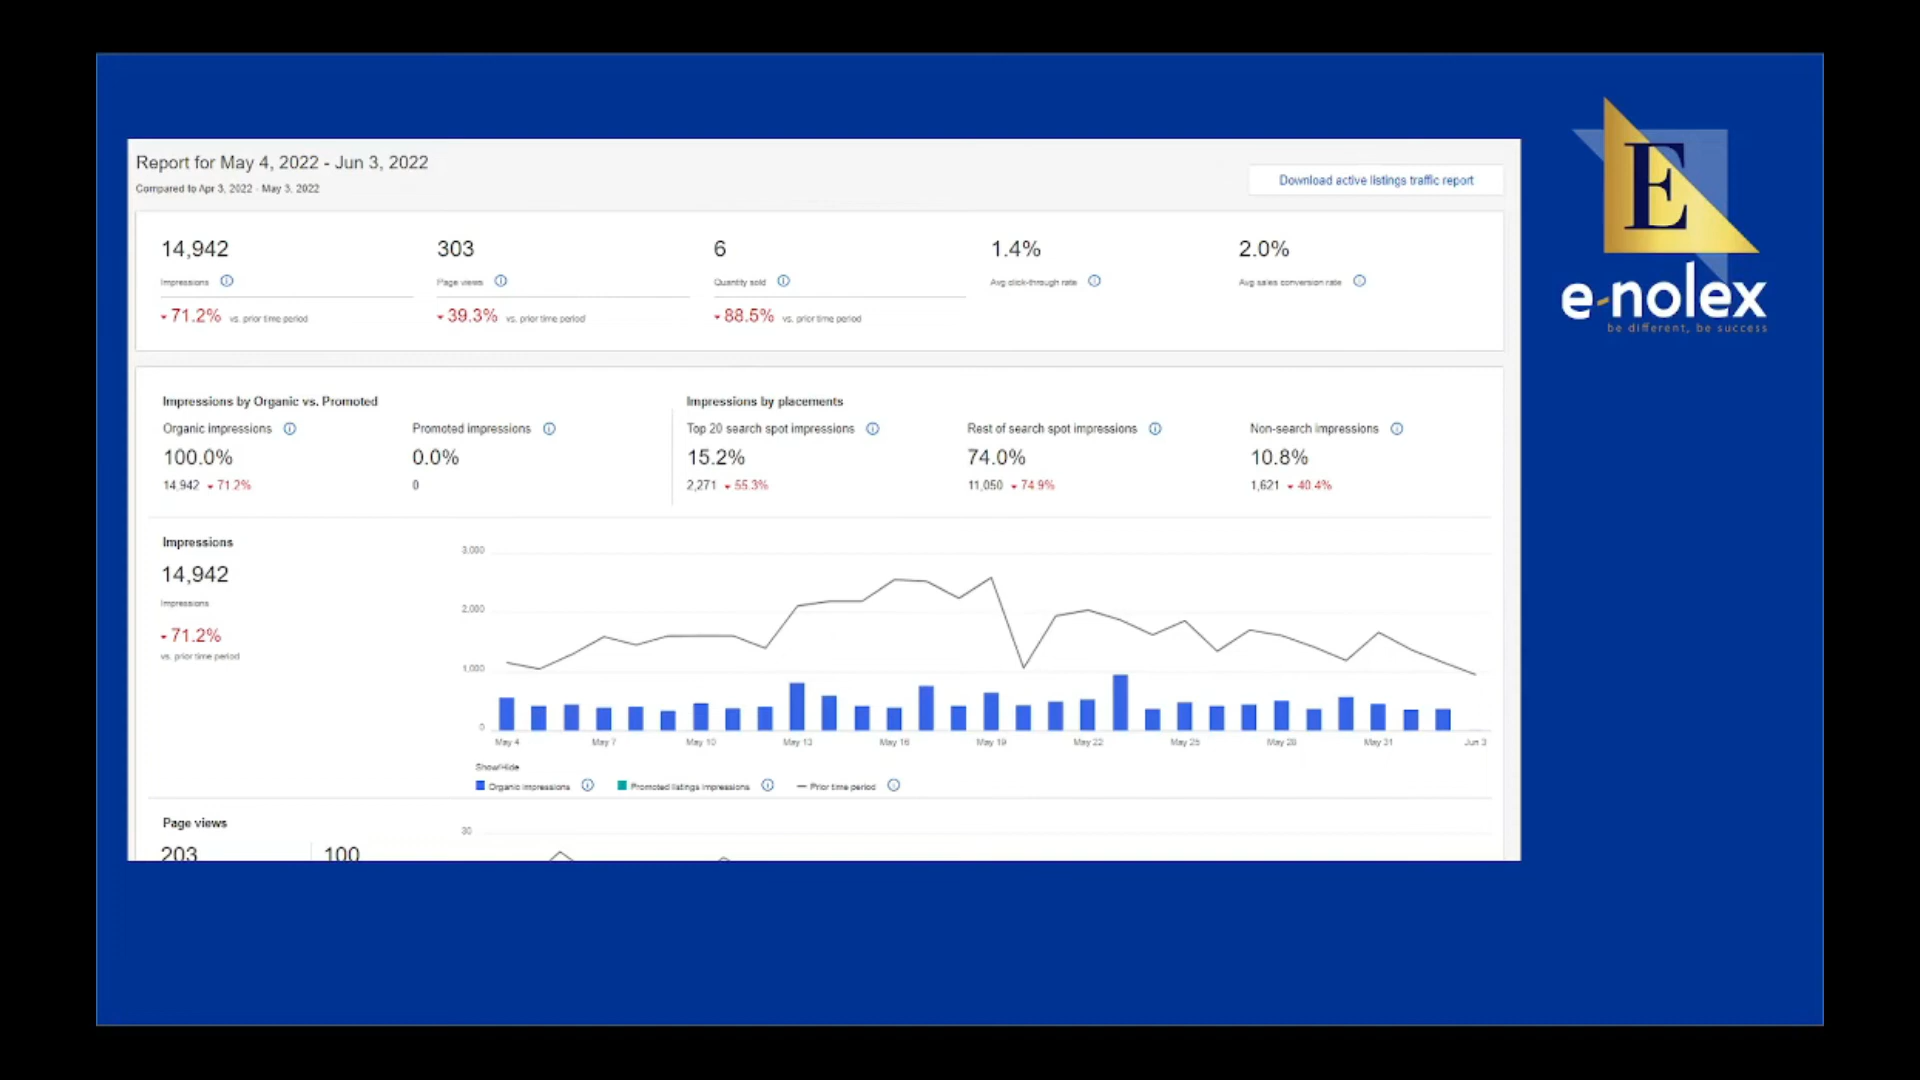 Report for May 4, 2022 - Jun 3, 2022
Compared to Apr 3, 2022 - May 3, 2022
Download active listings traffic report
E
e-nolex
be different, be success
14,942 303 6 1.4% 2.0%
Impressions Page views Quantity sold Avg click-through rate Avg sales conversion rate
71.2% vs. prior time period 39.3% vs. prior time period 88.5% vs. prior time period
Impressions by Organic vs. Promoted Impressions by placements
Organic impressions Promoted impressions Top 20 search spot impressions Rest of search spot impressions Non-search impressions
100.0% 0.0% 15.2% 74.0% 10.8%
14,942 71.2% 0 2,271 55.3% 11,050 74.9% 1,621 40.4%
Impressions
14,942
Impressions
71.2%
vs. prior time period
3,000
2,000
1,000
0
May 4 May 7 May 10 May 13 May 16 May 19 May 22 May 25 May 28 May 31 Jun 3
Show/Hide
Organic impressions Promoted listings impressions Prior time period
Page views
203 100
30